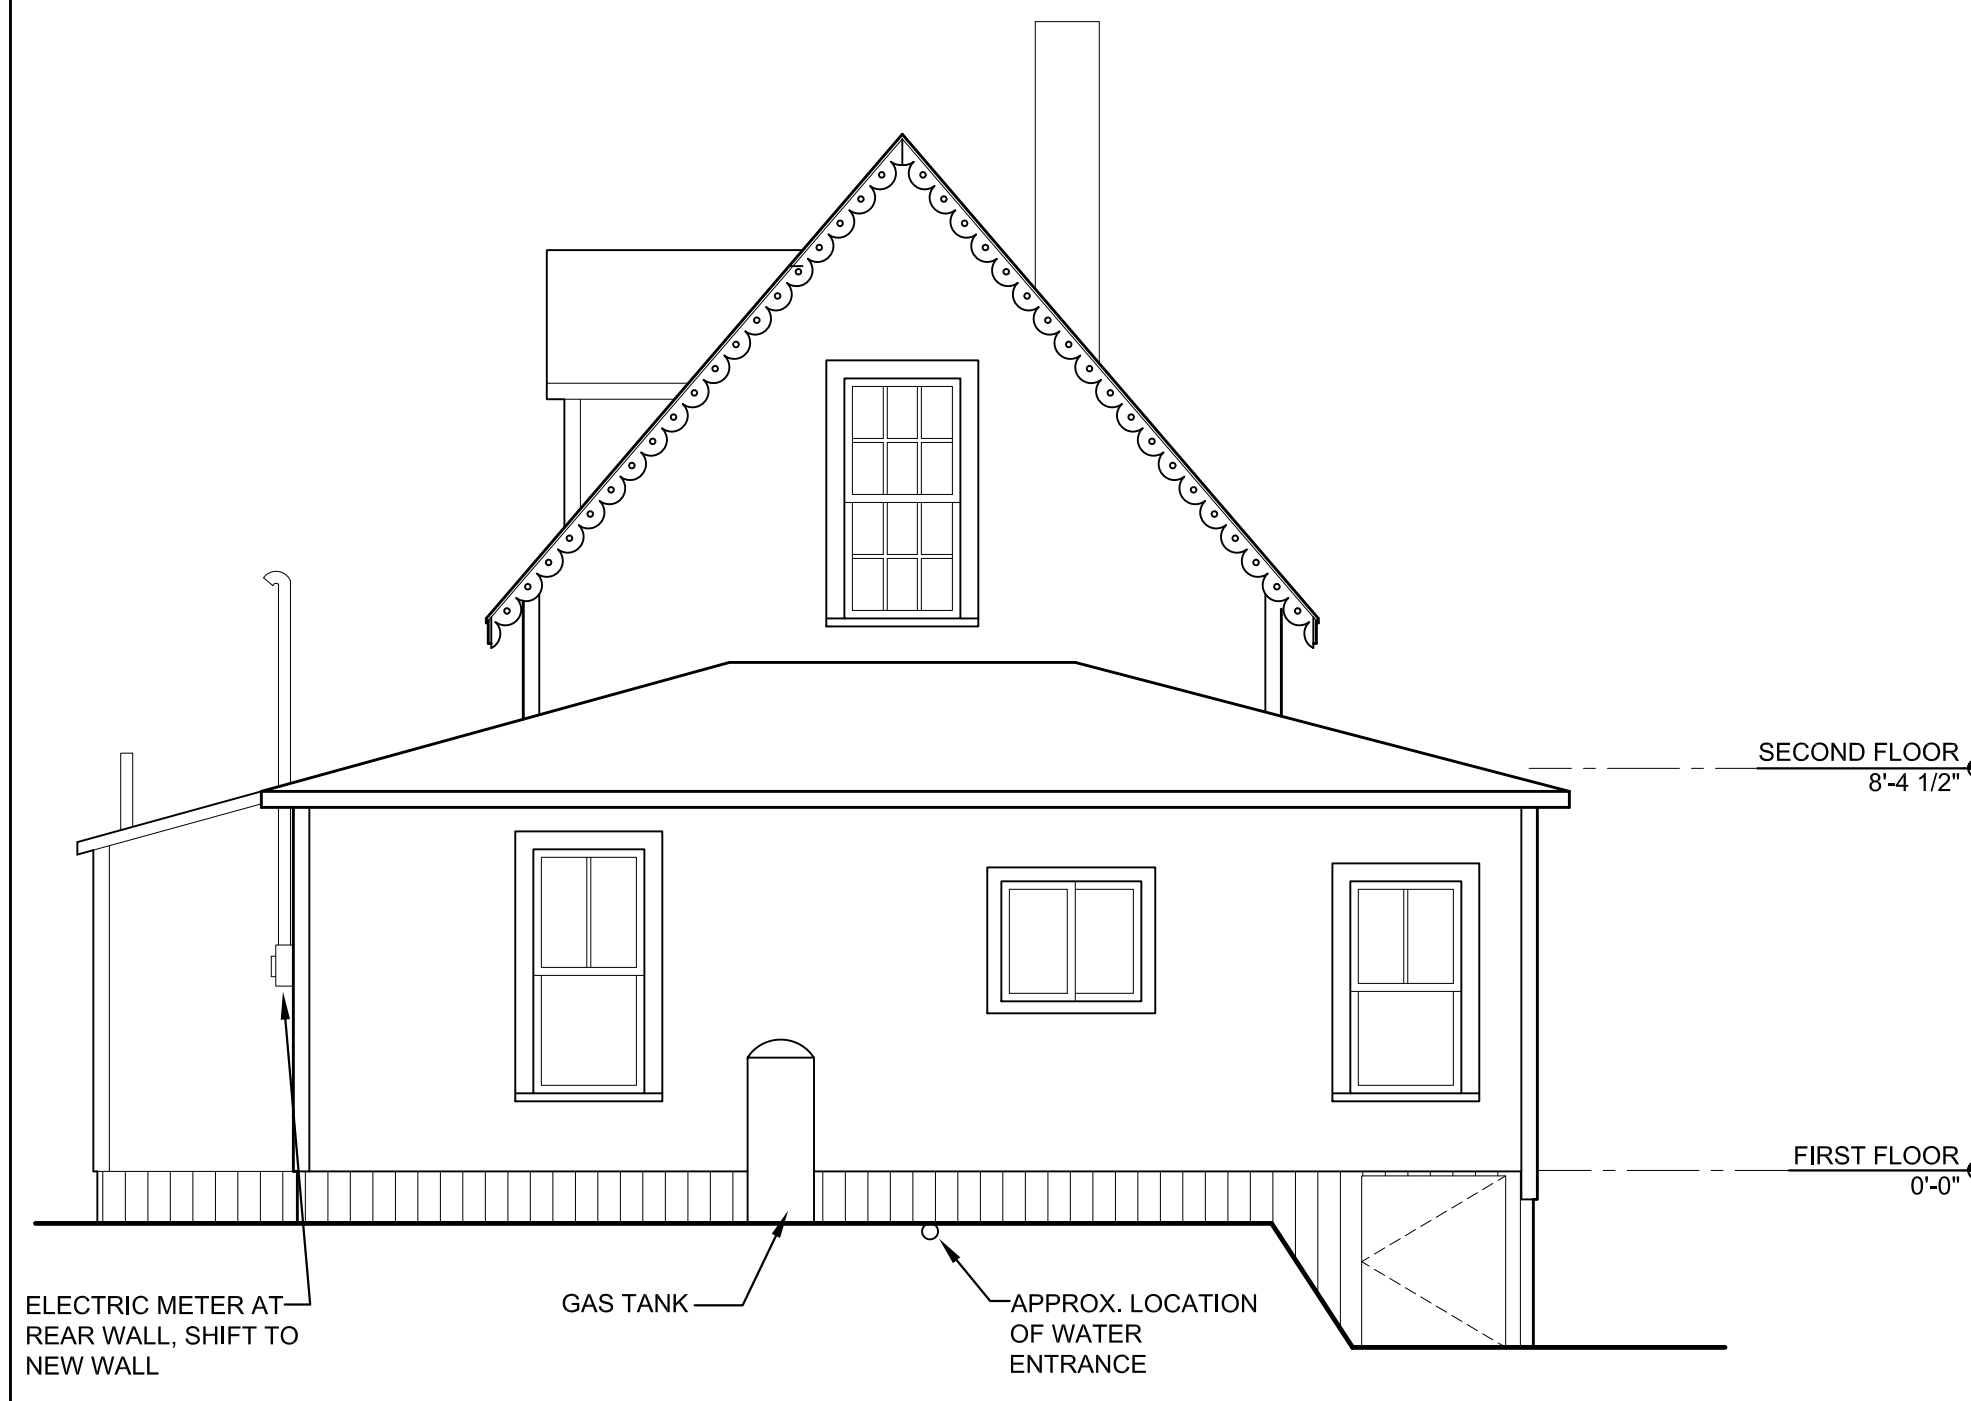 SECOND FLOOR
8'-4 1/2"
FIRST FLOOR
0'-0"
ELECTRIC METER AT
REAR WALL, SHIFT TO
NEW WALL
GAS TANK
APPROX. LOCATION
OF WATER
ENTRANCE